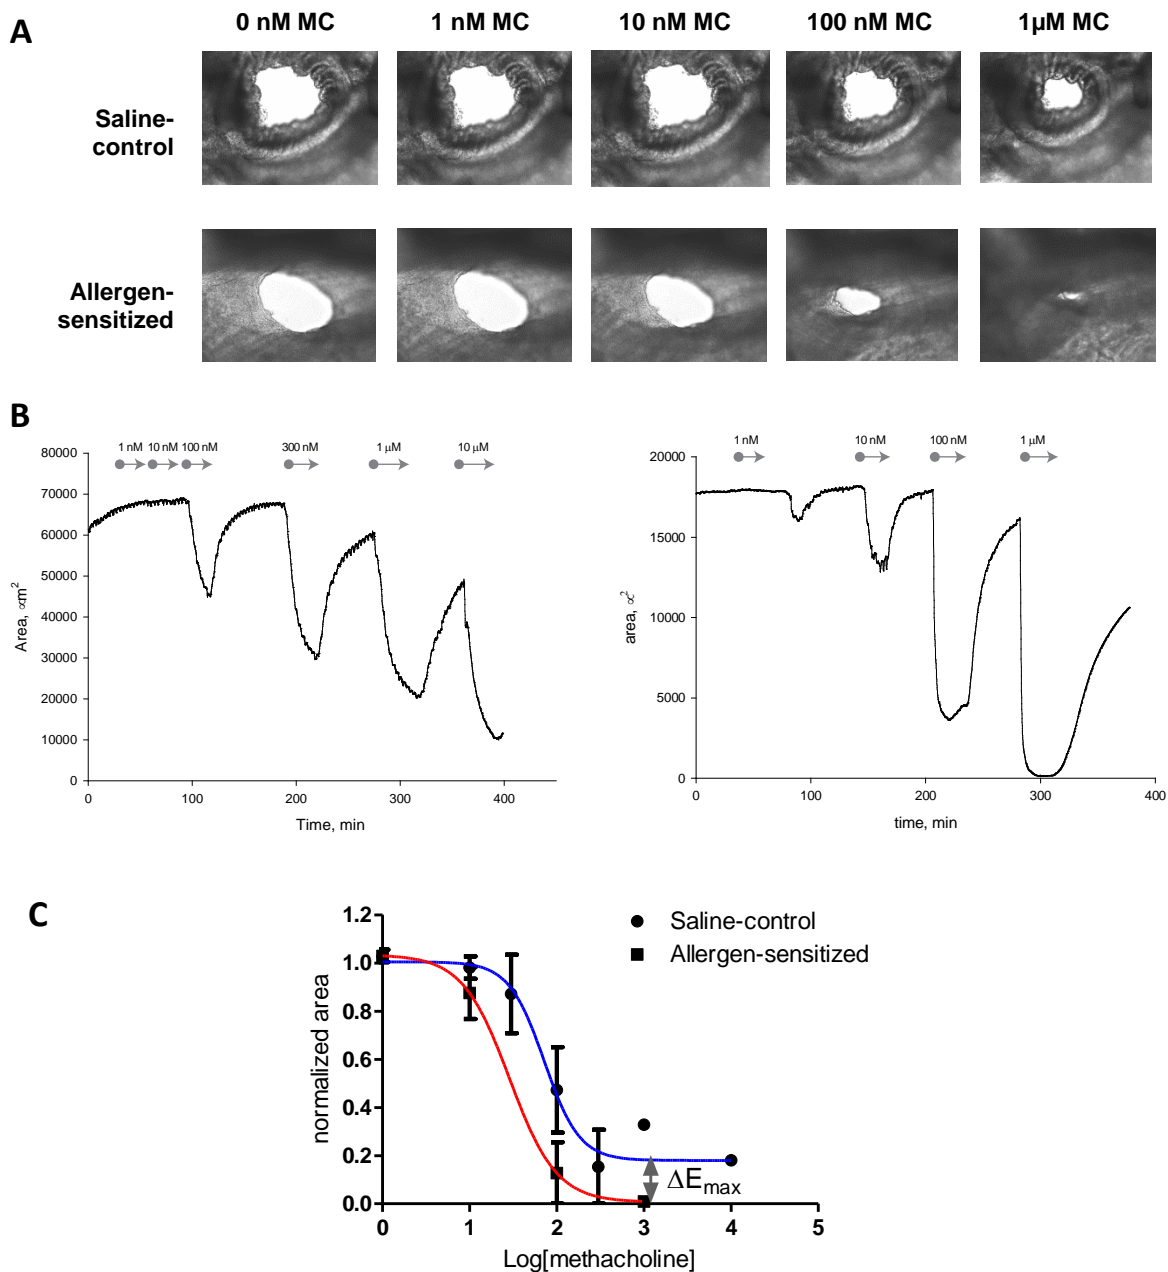 A
0 nM MC
1 nM MC
10 nM MC
100 nM MC
1µM MC
Saline-
control
Allergen-
sensitized
B
1 nM
10 nM
100 nM
300 nM
1 µM
10 µM
80000
70000
60000
50000
40000
30000
20000
10000
0
Area, ∝m²
0
100
200
300
400
Time, min
1 nM
10 nM
100 nM
1 µM
20000
15000
10000
5000
0
area, ∝²
0
100
200
300
400
time, min
C
1.2
1.0
0.8
0.6
0.4
0.2
0.0
normalized area
Saline-control
Allergen-sensitized
ΔEmax
0
1
2
3
4
5
Log[methacholine]